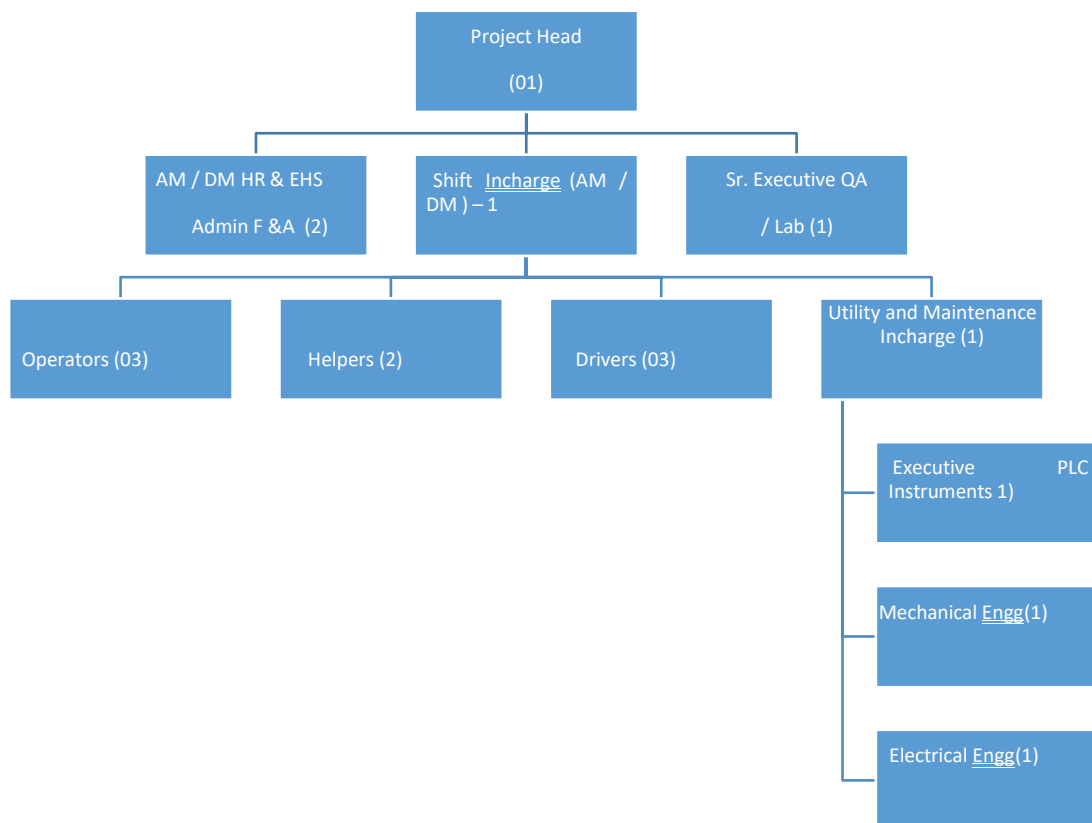 Project Head
(01)
AM / DM HR & EHS
Admin F &A (2)
Shift Incharge (AM /
DM ) – 1
Sr. Executive QA
/ Lab (1)
Operators (03)
Helpers (2)
Drivers (03)
Utility and Maintenance
Incharge (1)
Executive PLC
Instruments 1)
Mechanical Engg(1)
Electrical Engg(1)